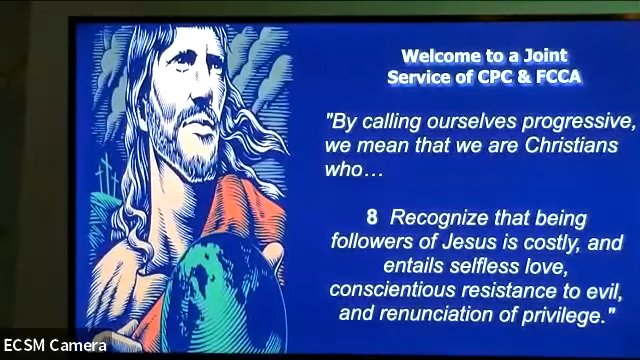 Welcome to a Joint
Service of CPC & FCCA
"By calling ourselves progressive,
we mean that we are Christians
who…
8 Recognize that being
followers of Jesus is costly, and
entails selfless love,
conscientious resistance to evil,
and renunciation of privilege."
ECSM Camera